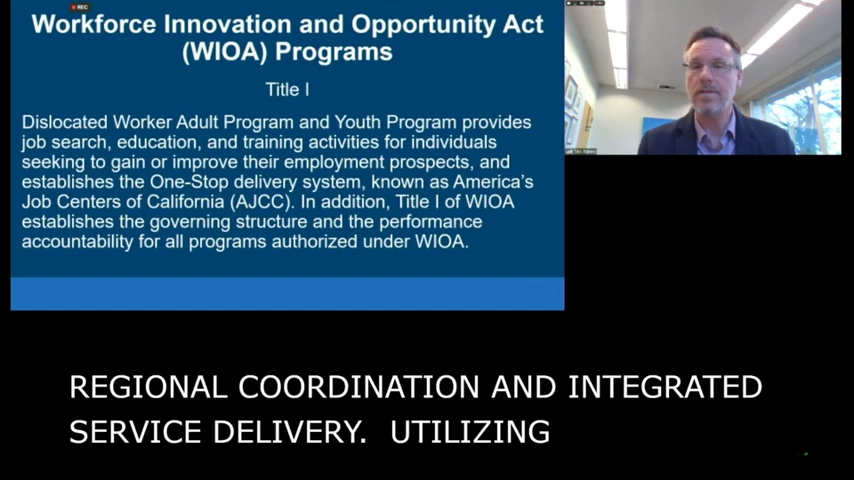 REC
Workforce Innovation and Opportunity Act
(WIOA) Programs
Title I
Dislocated Worker Adult Program and Youth Program provides
job search, education, and training activities for individuals
seeking to gain or improve their employment prospects, and
establishes the One-Stop delivery system, known as America's
Job Centers of California (AJCC). In addition, Title I of WIOA
establishes the governing structure and the performance
accountability for all programs authorized under WIOA.
REGIONAL COORDINATION AND INTEGRATED
SERVICE DELIVERY. UTILIZING